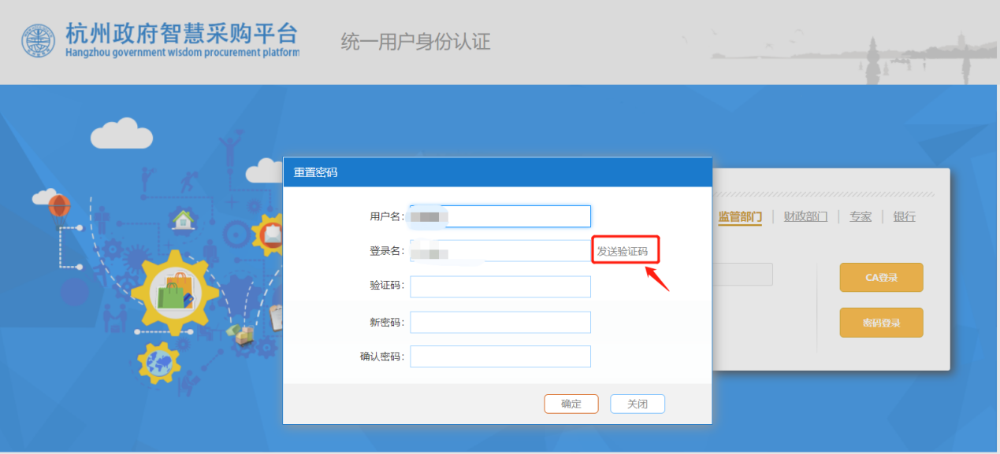 杭州政府智慧采购平台
Hangzhou government wisdom procurement platform
统一用户身份认证
重置密码
用户名:
登录名:
发送验证码
验证码:
新密码:
确认密码:
确定
关闭
监管部门 | 财政部门 | 专家 | 银行
CA登录
密码登录